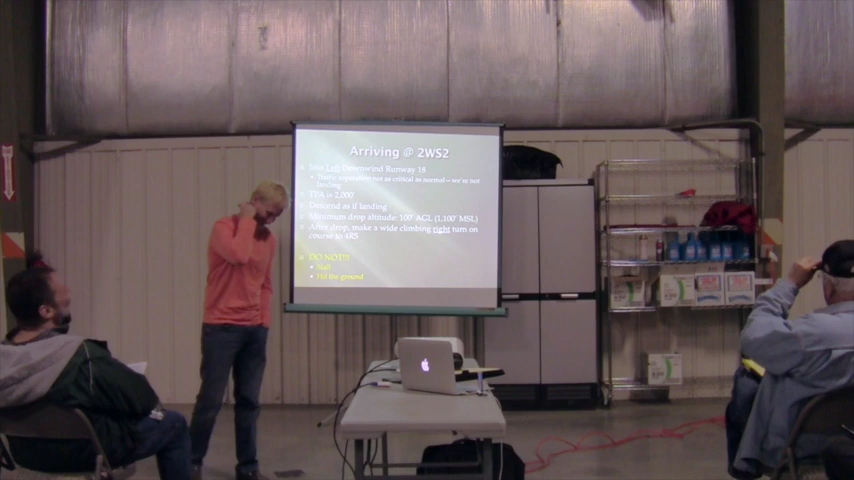 Arriving @ 2WS2
Join Left Downwind Runway 18
Traffic separation not as critical as normal—we're not
landing
TPA is 2,000'
Descend as if landing
Minimum drop altitude: 100' AGL (1,100' MSL)
After drop, make a wide climbing right turn on
course to 4R5
DO NOT!!!
Stall
Hit the ground